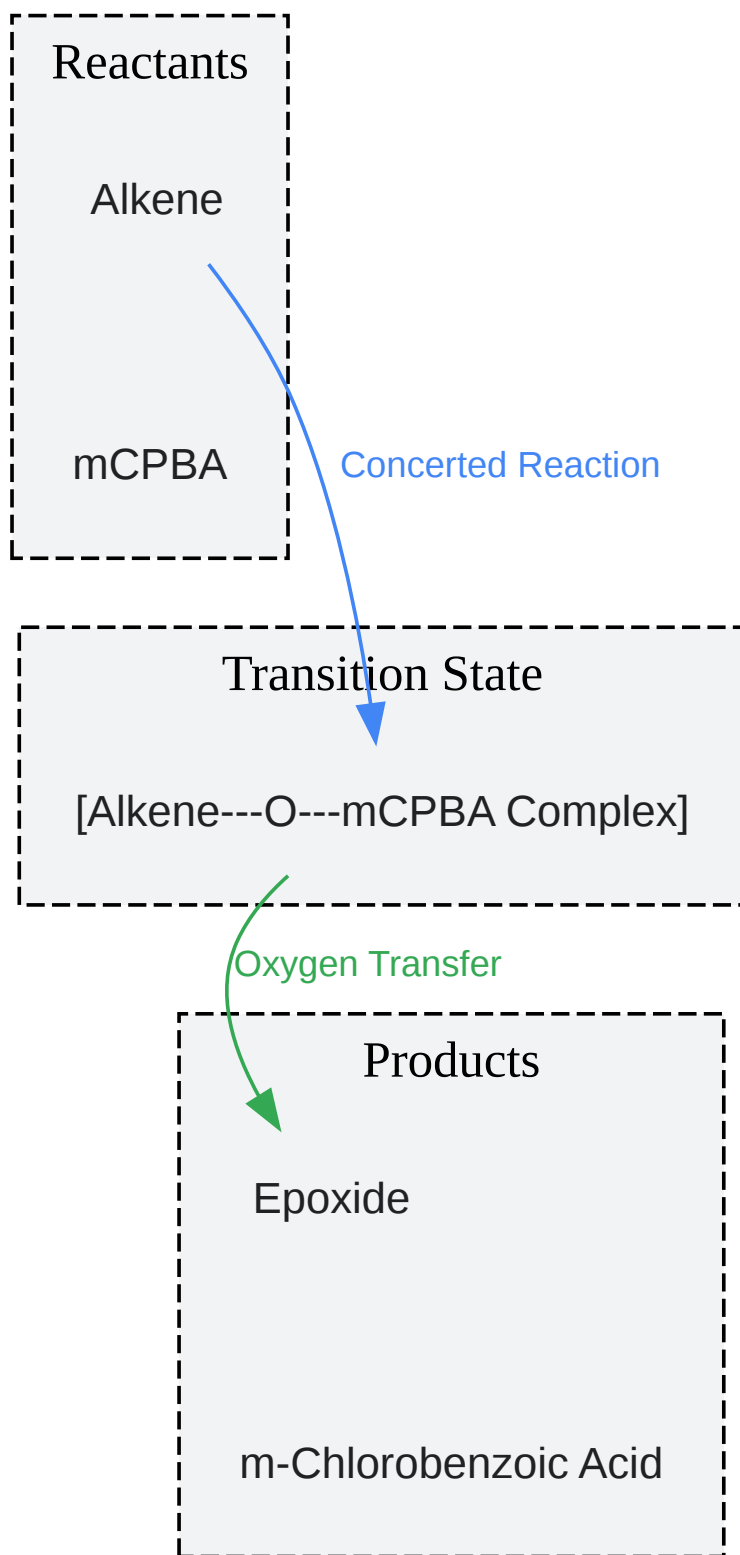 Reactants
Alkene
mCPBA
Concerted Reaction
Transition State
[Alkene---O---mCPBA Complex]
Oxygen Transfer
Products
Epoxide
m-Chlorobenzoic Acid